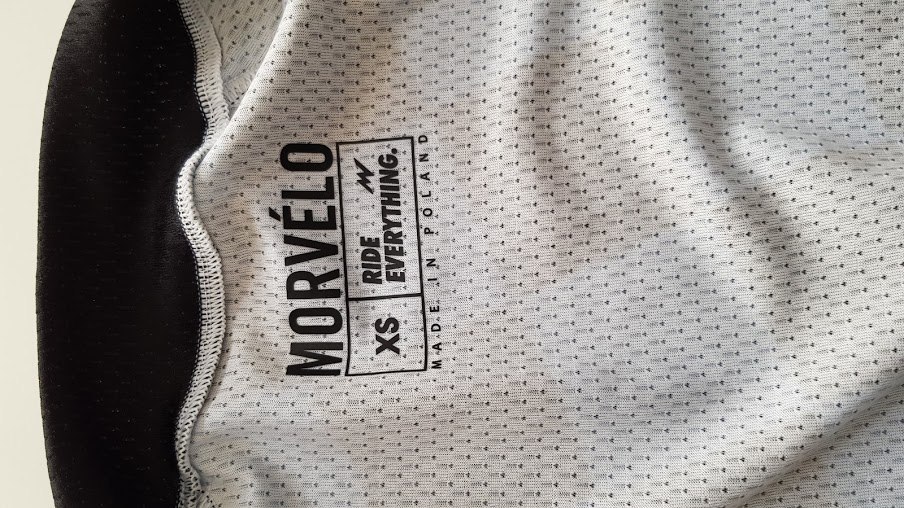 MORVÉLO
XS
RIDE
EVERYTHING.
MADE IN POLAND